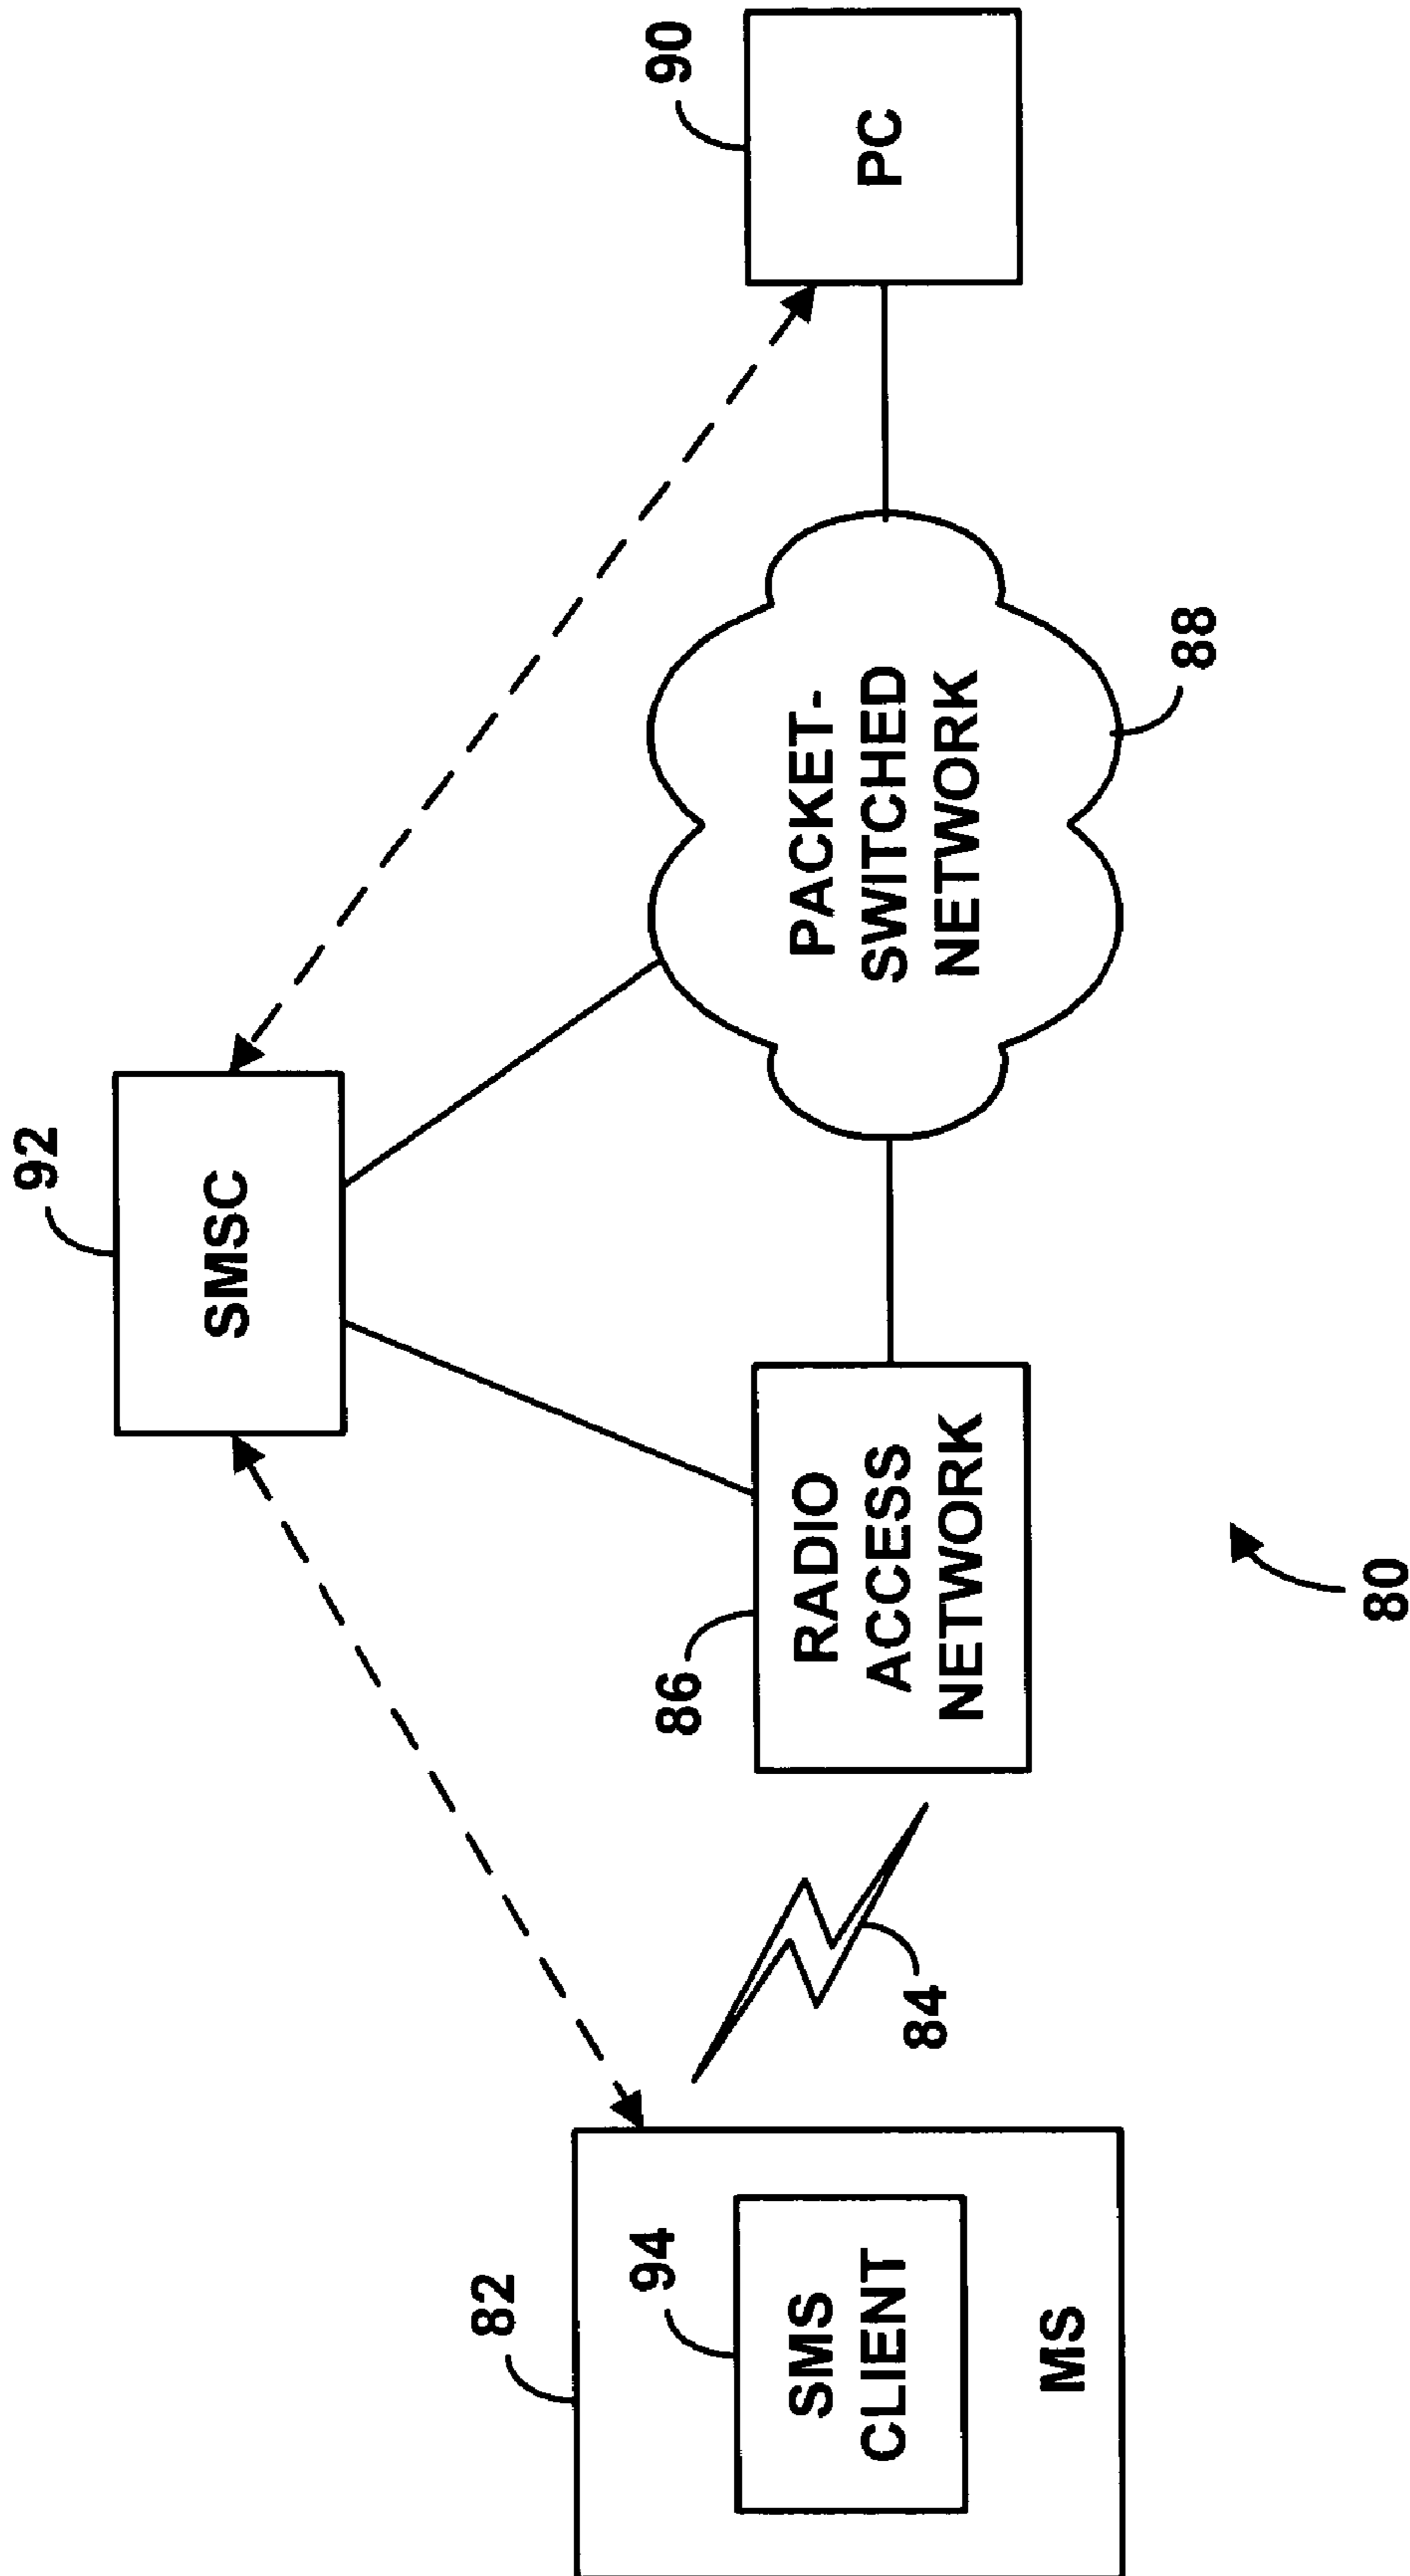 92
SMSC
82
94
SMS
CLIENT
MS
84
86
RADIO
ACCESS
NETWORK
PACKET-
SWITCHED
NETWORK
88
90
PC
80